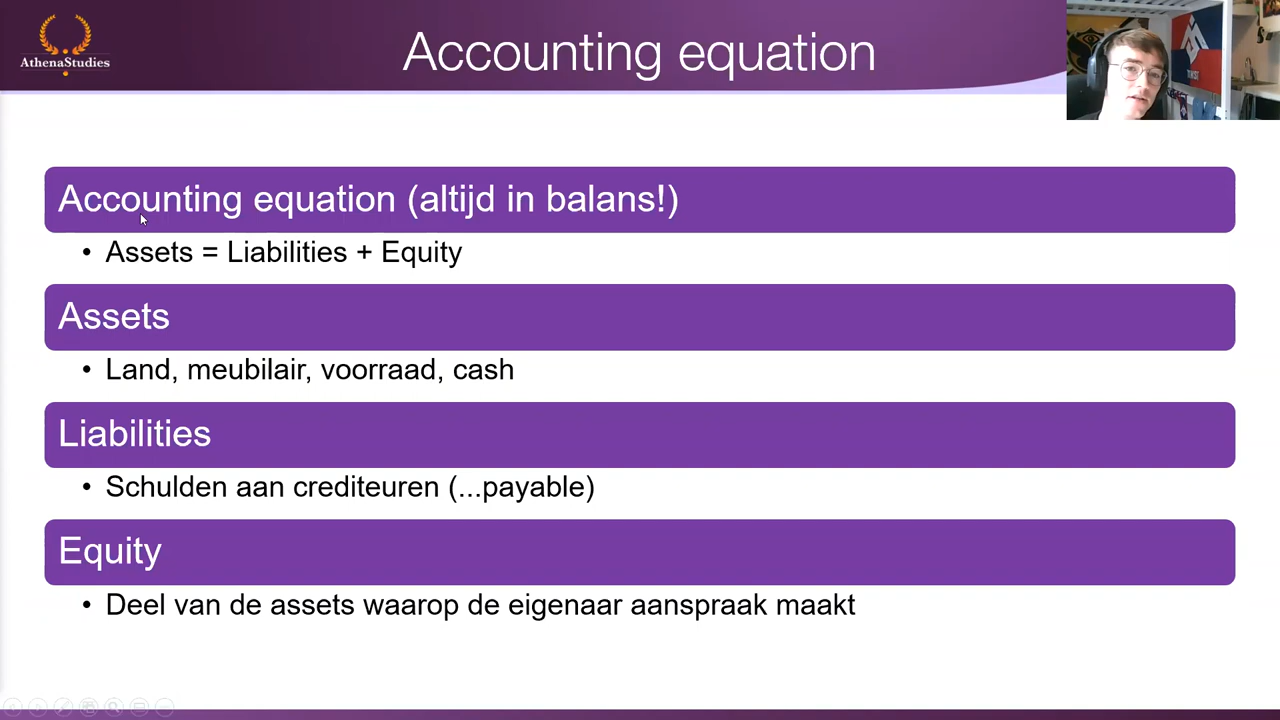 AthenaStudies
Accounting equation
Accounting equation (altijd in balans!)
• Assets = Liabilities + Equity
Assets
• Land, meubilair, voorraad, cash
Liabilities
• Schulden aan crediteuren (...payable)
Equity
• Deel van de assets waarop de eigenaar aanspraak maakt